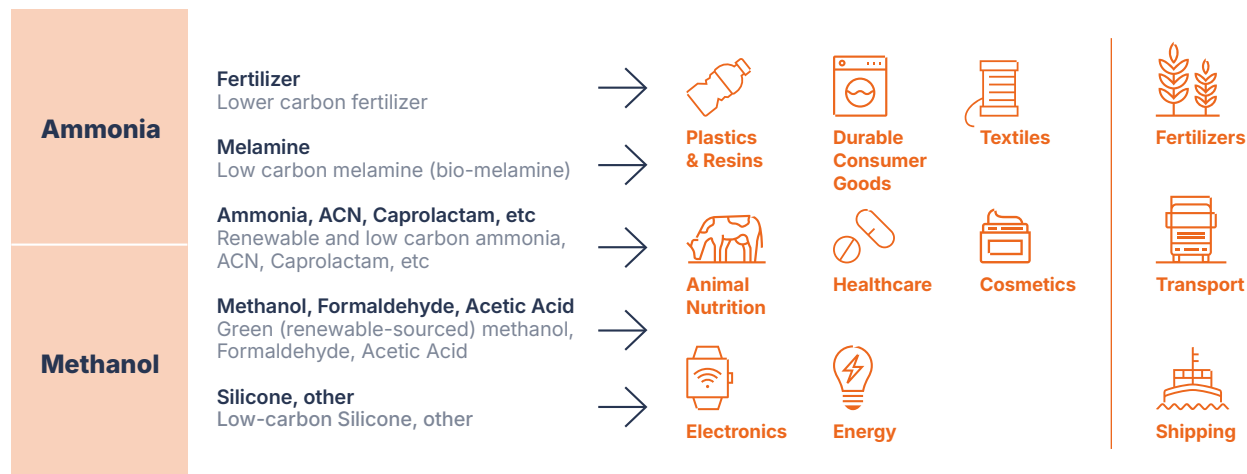 Ammonia
Methanol
Fertilizer
Lower carbon fertilizer
Melamine
Low carbon melamine (bio-melamine)
Ammonia, ACN, Caprolactam, etc
Renewable and low carbon ammonia,
ACN, Caprolactam, etc
Methanol, Formaldehyde, Acetic Acid
Green (renewable-sourced) methanol,
Formaldehyde, Acetic Acid
Silicone, other
Low-carbon Silicone, other
Plastics
& Resins
Durable
Consumer
Goods
Textiles
Animal
Nutrition
Healthcare
Cosmetics
Electronics
Energy
Fertilizers
Transport
Shipping